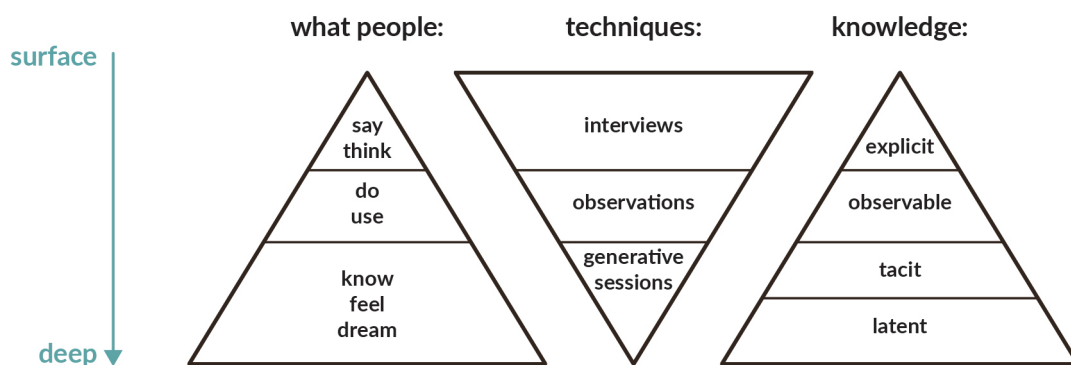 what people:
techniques:
knowledge:
surface
say
think
do
use
know
feel
dream
interviews
observations
generative
sessions
explicit
observable
tacit
latent
deep